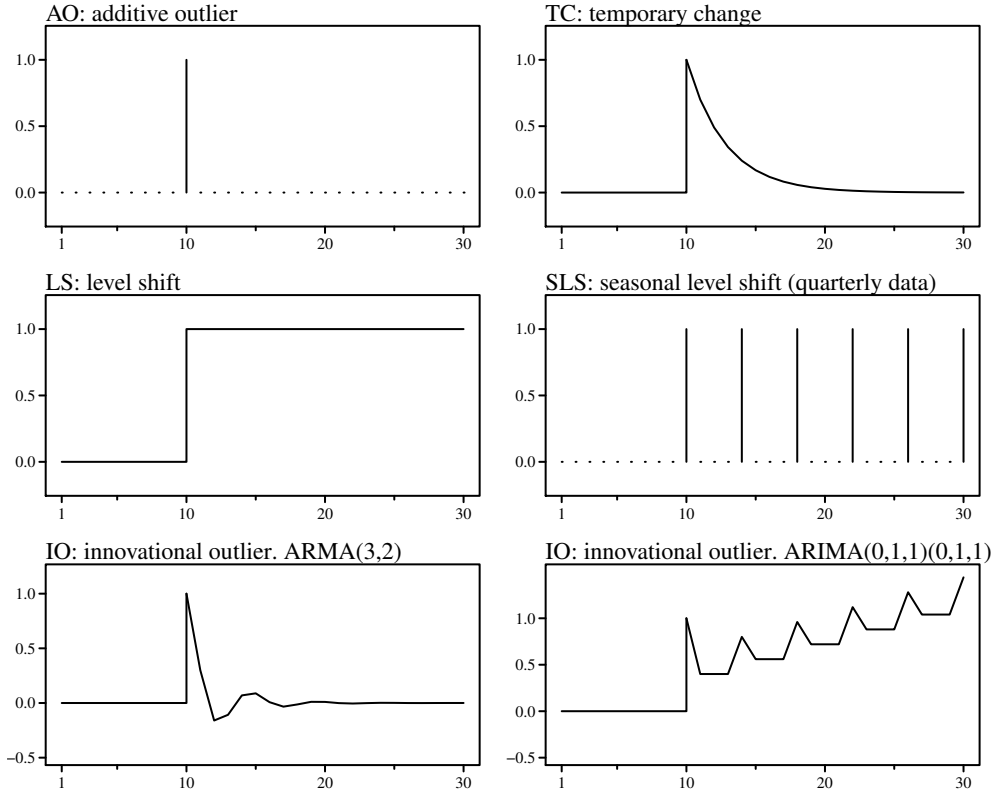 AO: additive outlier
1.0
0.5
0.0
1 10 20 30
TC: temporary change
1.0
0.5
0.0
1 10 20 30
LS: level shift
1.0
0.5
0.0
1 10 20 30
SLS: seasonal level shift (quarterly data)
1.0
0.5
0.0
1 10 20 30
IO: innovational outlier. ARMA(3,2)
1.0
0.5
0.0
−0.5
1 10 20 30
IO: innovational outlier. ARIMA(0,1,1)(0,1,1)
1.0
0.5
0.0
−0.5
1 10 20 30